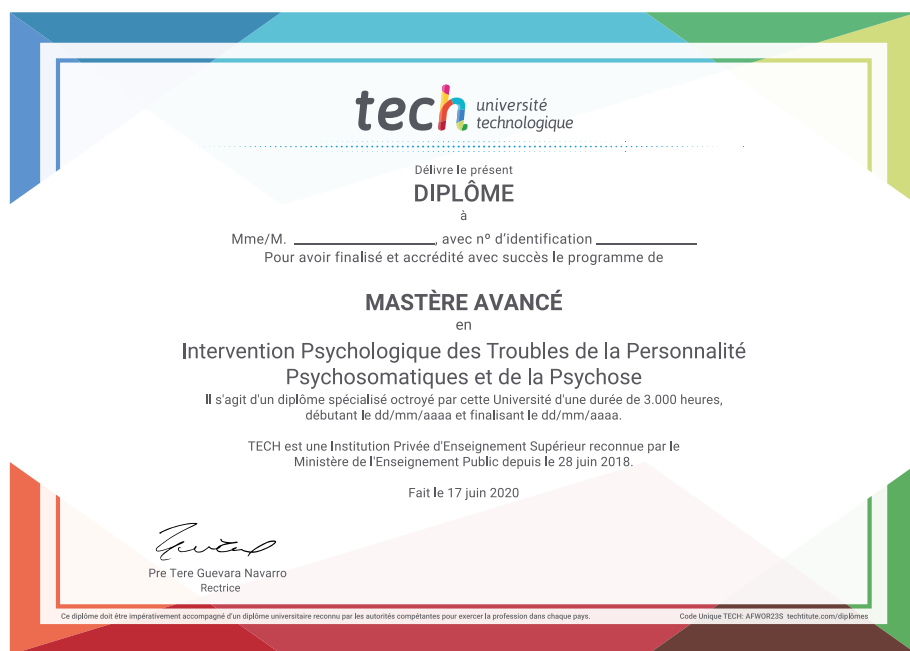 tech université
technologique
Délivre le présent
DIPLÔME
à
Mme/M. ____________________, avec nº d'identification ______________
Pour avoir finalisé et accrédité avec succès le programme de
MASTÈRE AVANCÉ
en
Intervention Psychologique des Troubles de la Personnalité
Psychosomatiques et de la Psychose
Il s'agit d'un diplôme spécialisé octroyé par cette Université d'une durée de 3.000 heures,
débutant le dd/mm/aaaa et finalisant le dd/mm/aaaa.
TECH est une Institution Privée d'Enseignement Supérieur reconnue par le
Ministère de l'Enseignement Public depuis le 28 juin 2018.
Fait le 17 juin 2020
Pre Tere Guevara Navarro
Rectrice
Ce diplôme doit être impérativement accompagné d'un diplôme universitaire reconnu par les autorités compétantes pour exercer la profession dans chaque pays.
Code Unique TECH: AFWOR23S techtitute.com/diplômes